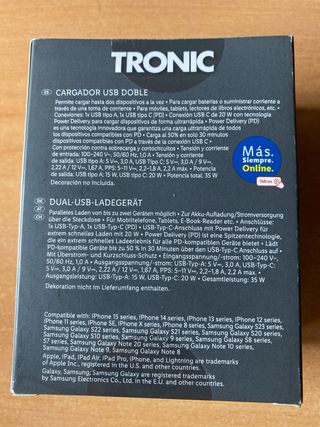 TRONIC
ES CARGADOR USB DOBLE
Permite cargar hasta dos dispositivos a la vez • Para cargar baterías o suministrar corriente
a través de una toma de corriente
Para móviles, tabletas, lectores de libros electrónicos, etc. •
Conexiones: 1x USB tipo A, 1x USB tipo C (PD) • Conexión USB C de 20 W con tecnología
Power Delivery para cargar dispositivos de forma ultrarrápida • Power Delivery (PD)
es una tecnología innovadora que garantiza una carga ultrarrápida de todos
los dispositivos compatibles con PD • Carga al 50% en solo 30 minutos
dispositivos compatibles con PD a través de la conexión USB C •
Con protección contra sobrecarga y cortocircuitos • Tensión y corriente
de entrada: 100–240 V~, 50/60 Hz, 1,0 A • Tensión y corriente
de salida: USB tipo A: 5 V⎓, 3,0 A, USB tipo C: 5 V⎓, 3,0 A / 9 V⎓,
2,22 A / 12 V⎓, 1,67 A, PPS: 5–11 V⎓, 2,2–1,8 A, 2,2 A máx. • Potencia
de salida: USB tipo A: 15 W, USB tipo C: 20 W • Potencia total: 35 W
Decoración no incluida.
Más.
Siempre.
Online.
lidl.es
DE AT CH DUAL-USB-LADEGERÄT
Paralleles Laden von bis zu zwei Geräten möglich • Zur Akku-Aufladung/Stromversorgung
über die Steckdose • Für Mobiltelefone, Tablets, E-Book-Reader etc. • Anschlüsse:
1x USB-Typ-A, 1x USB-Typ-C (PD) • USB-Typ-C-Anschluss mit Power Delivery für
extrem schnelles Laden mit 20 W • Power Delivery (PD) ist eine Spitzentechnologie,
die ein extrem schnelles Ladeerlebnis für alle PD-kompatiblen Geräte bietet • Lädt
PD-kompatible Geräte bis zu 50 % in 30 Minuten über den USB-Typ-C-Anschluss auf •
Mit Überstrom- und Kurzschluss-Schutz • Eingangsspannung/-strom: 100–240 V~,
50/60 Hz, 1,0 A • Ausgangsspannung/-strom: USB-Typ-A: 5 V⎓, 3,0 A, USB-Typ-C:
5 V⎓, 3,0 A / 9 V⎓, 2,22 A / 12 V⎓, 1,67 A, PPS: 5–11 V⎓, 2,2–1,8 A, 2,2 A max. •
Ausgangsleistung: USB-Typ-A: 15 W, USB-Typ-C: 20 W • Gesamtleistung: 35 W
Dekoration nicht im Lieferumfang enthalten.
Compatible with: iPhone 15 series, iPhone 14 series, iPhone 13 series, iPhone 12 series,
iPhone 11 series, iPhone SE, iPhone X series, iPhone 8 series, Samsung Galaxy S23 series,
Samsung Galaxy S22 series, Samsung Galaxy S21 series, Samsung Galaxy S20 series,
Samsung Galaxy S10 series, Samsung Galaxy 9 series, Samsung Galaxy S8 series,
S7 series, Samsung Galaxy Note 20 series, Samsung Galaxy Note 10 series,
Samsung Galaxy Note 9, Samsung Galaxy Note 8
Apple, iPad, iPad Air, iPad Pro, iPhone, and Lightning are trademarks
of Apple Inc., registered in the U.S. and other countries.
Galaxy, Samsung, and Samsung Galaxy are trademarks
by Samsung Electronics Co., Ltd. in the E.U. and other countries.